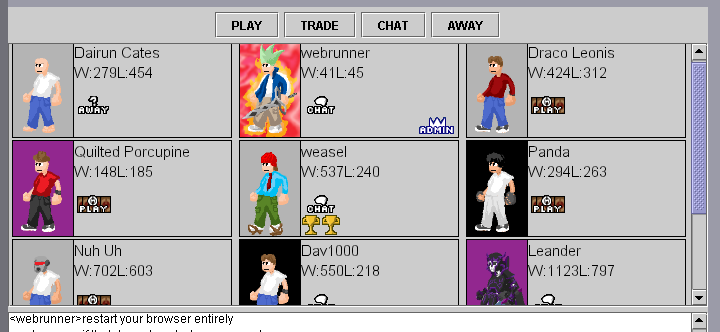 PLAY TRADE CHAT AWAY
Dairun Cates
W:279L:454
AWAY
webrunner
W:41L:45
CHAT
ADMIN
Draco Leonis
W:424L:312
PLAY
Quilted Porcupine
W:148L:185
PLAY
weasel
W:537L:240
CHAT
Panda
W:294L:263
PLAY
Nuh Uh
W:702L:603
Dav1000
W:550L:218
Leander
W:1123L:797
<webrunner>restart your browser entirely